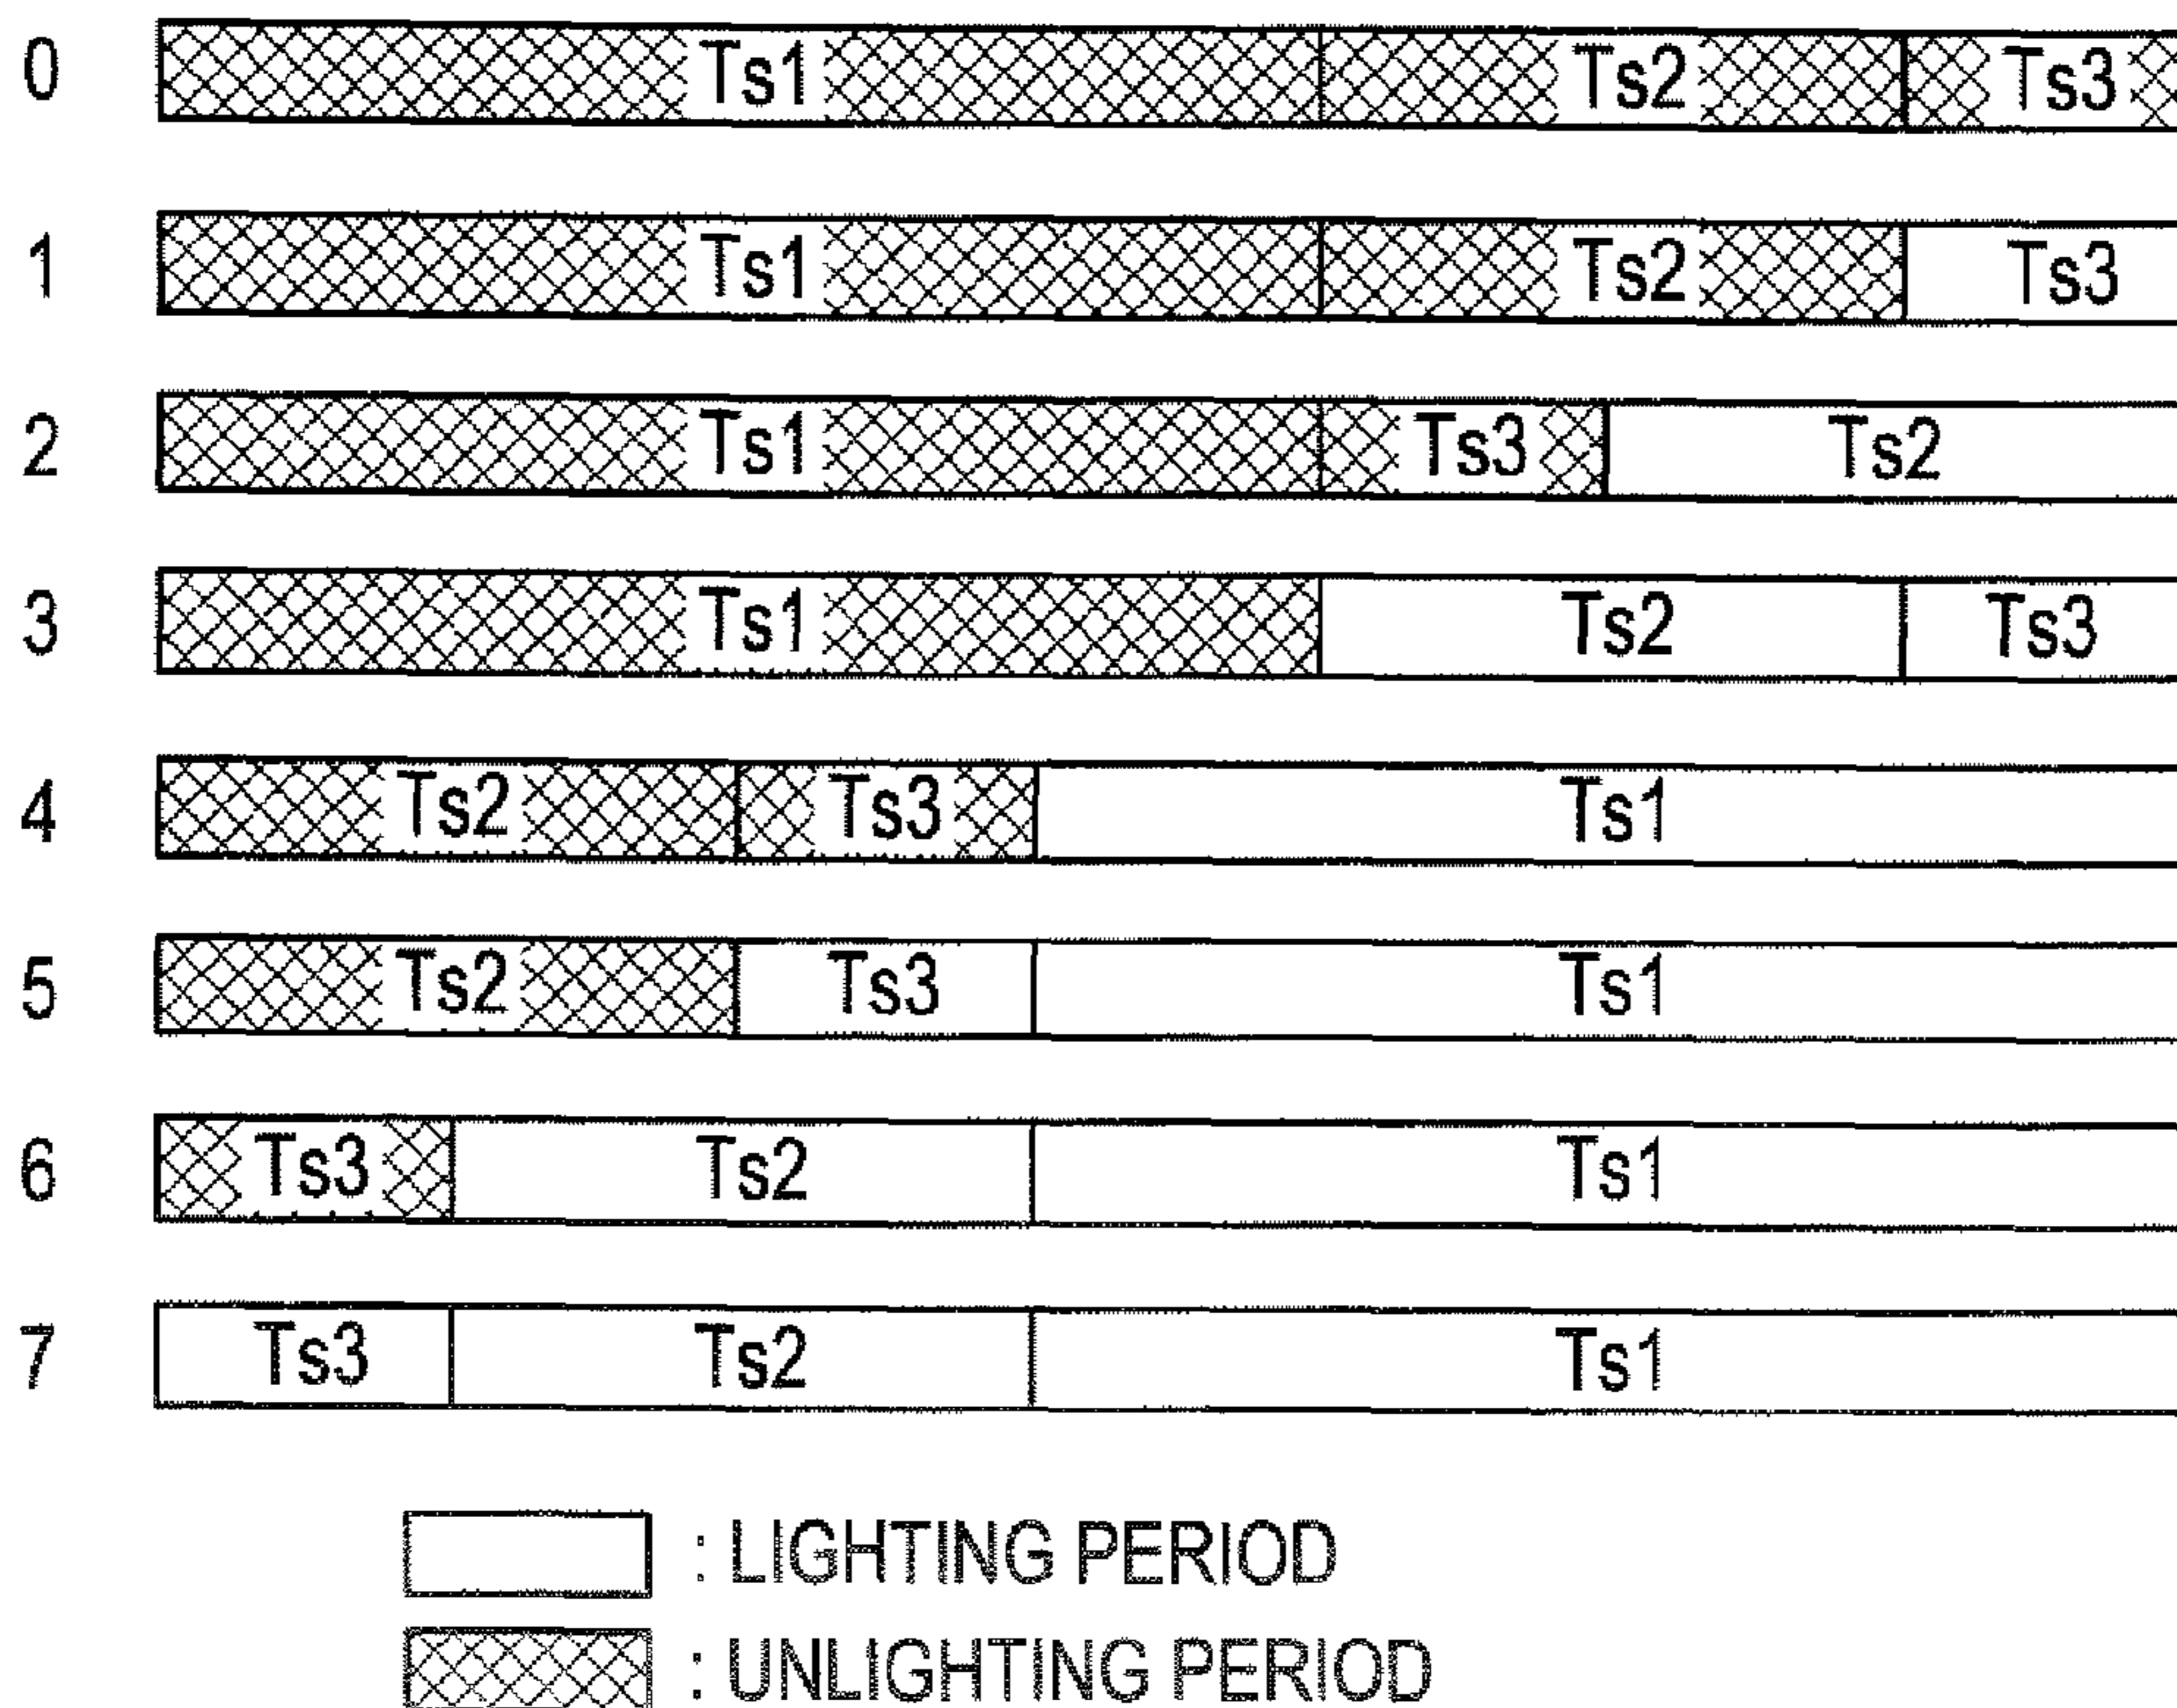 0 Ts1 Ts2 Ts3
1 Ts1 Ts2 Ts3
2 Ts1 Ts3 Ts2
3 Ts1 Ts2 Ts3
4 Ts2 Ts3 Ts1
5 Ts2 Ts3 Ts1
6 Ts3 Ts2 Ts1
7 Ts3 Ts2 Ts1
: LIGHTING PERIOD
: UNLIGHTING PERIOD